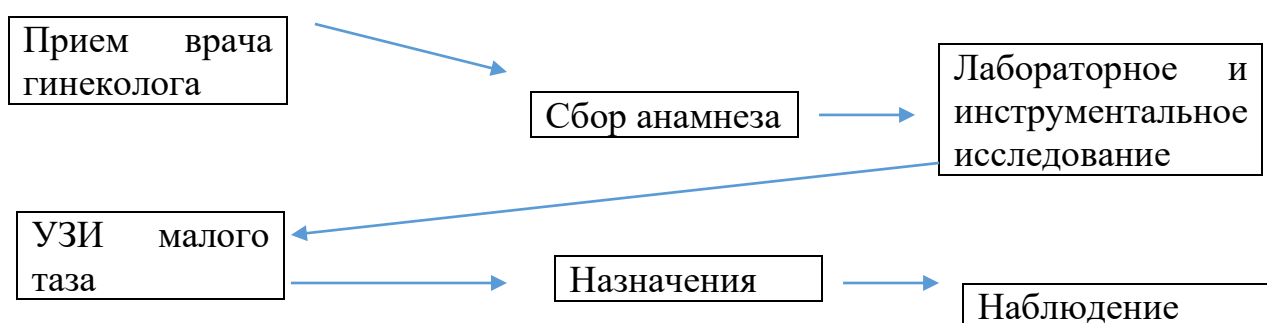 Прием врача
гинеколога
Сбор анамнеза
Лабораторное и
инструментальное
исследование
УЗИ малого
таза
Назначения
Наблюдение